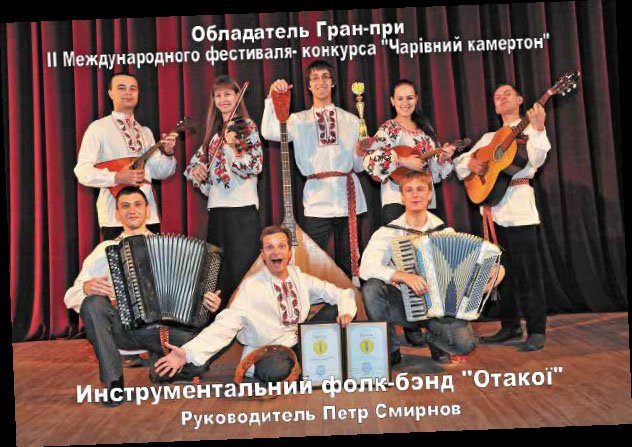 Обладатель Гран-при
II Международного фестиваля- конкурса "Чарівний камертон"
Инструментальний фолк-бэнд "Отакої"
Руководитель Петр Смирнов